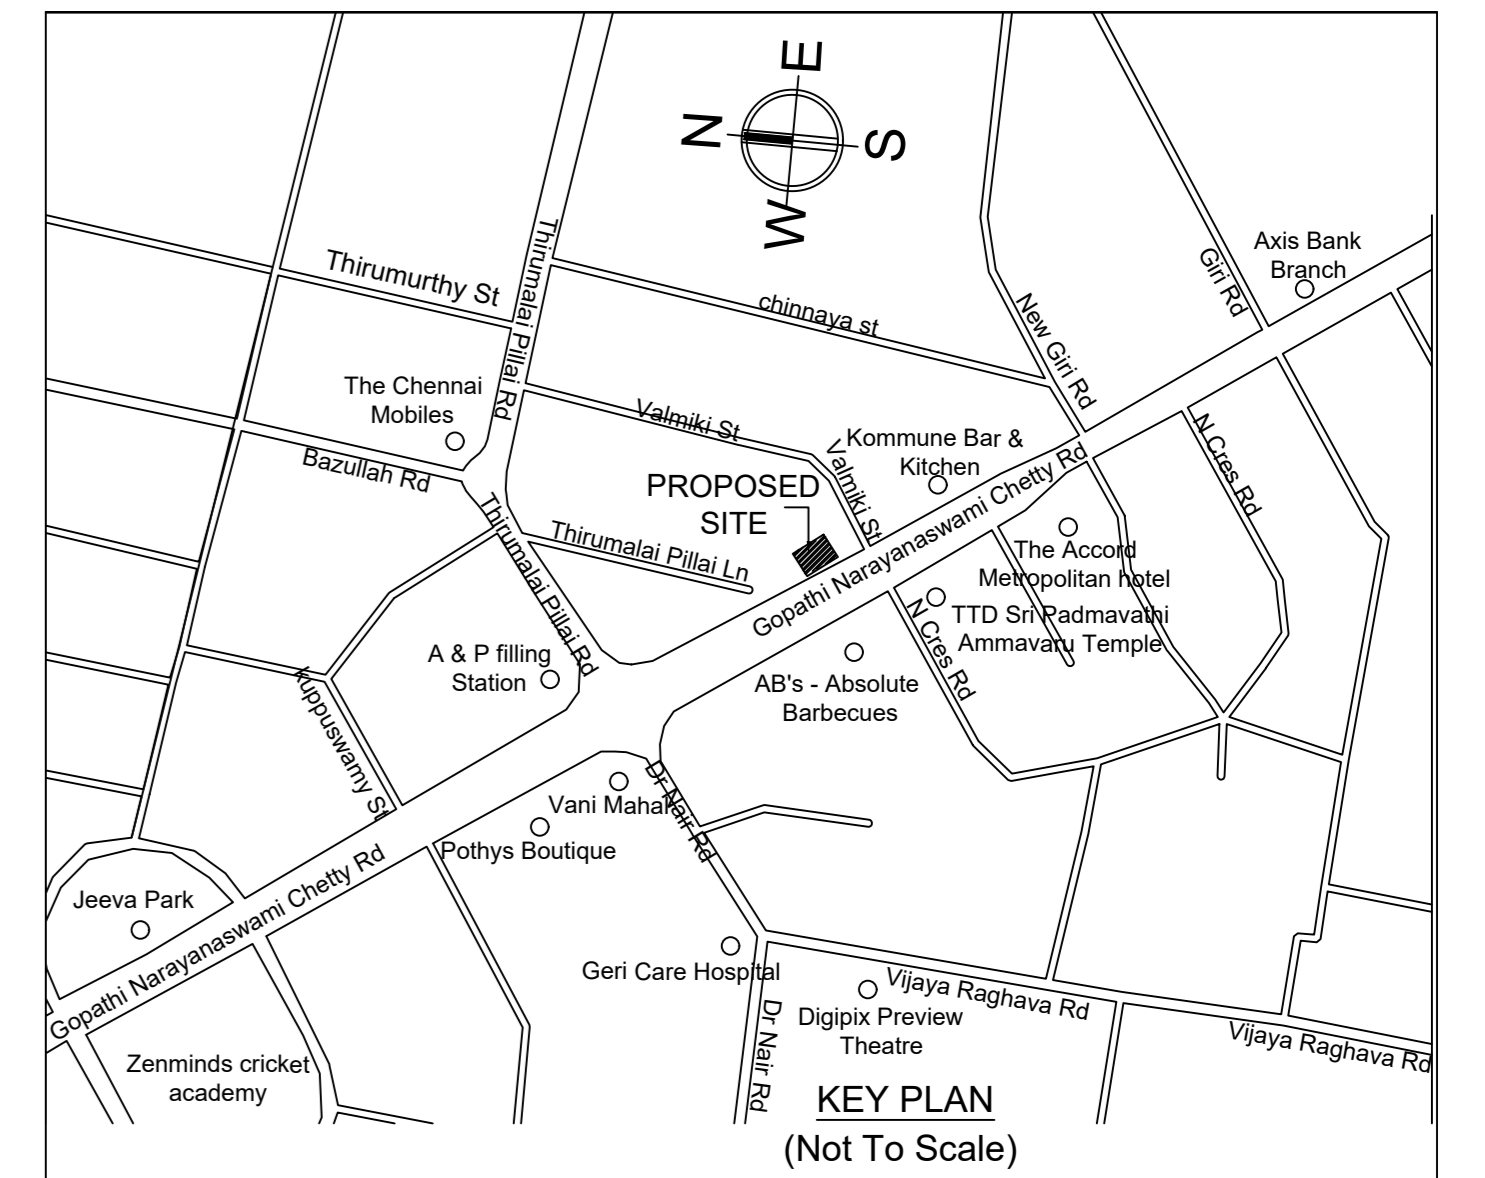 E
N
S
W
Axis Bank
Branch
Giri Rd
Thirumurthy St
Thirumalai Pillai Rd
chinnaya st
New Giri Rd
The Chennai
Mobiles
Valmiki St
Valmiki St
Kommune Bar &
Kitchen
N Cres Rd
Bazullah Rd
PROPOSED
SITE
Gopathi Narayanaswami Chetty Rd
Thirumalai Pillai Rd
Thirumalai Pillai Ln
The Accord
Metropolitan hotel
TTD Sri Padmavathi
Ammavaru Temple
N Cres Rd
A & P filling
Station
AB's - Absolute
Barbecues
kuppuswamy St
Vani Mahal
Dr Nair Rd
Pothys Boutique
Jeeva Park
Gopathi Narayanaswami Chetty Rd
Geri Care Hospital
Vijaya Raghava Rd
Digipix Preview
Theatre
Dr Nair Rd
Vijaya Raghava Rd
Zenminds cricket
academy
KEY PLAN
(Not To Scale)